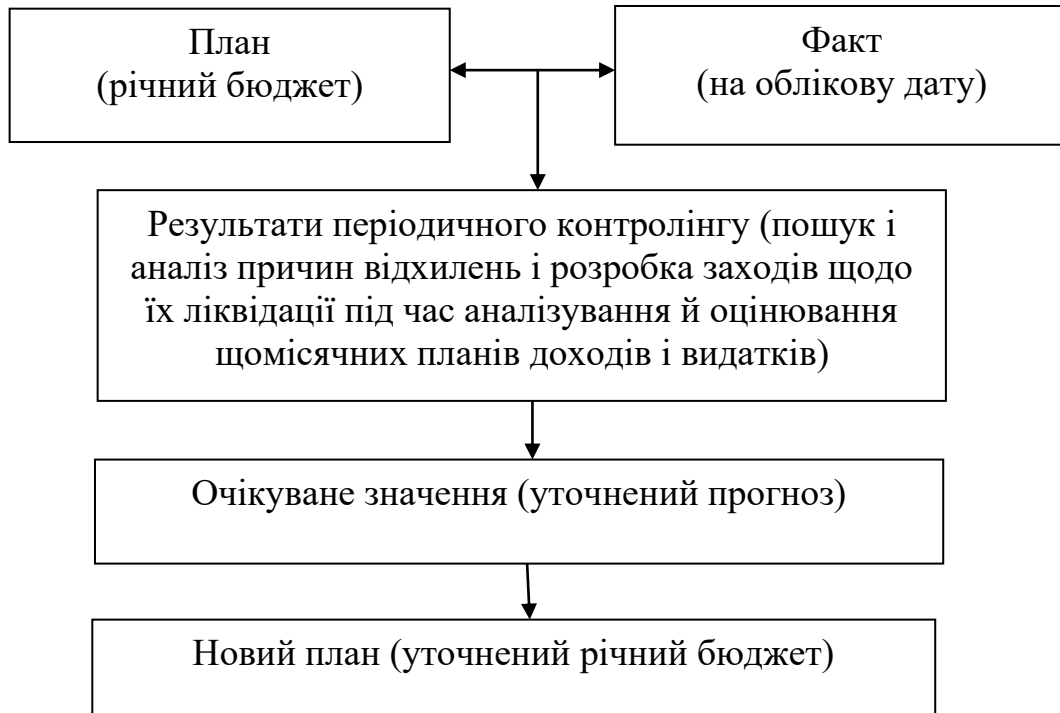 План
(річний бюджет)
Факт
(на облікову дату)
Результати періодичного контролінгу (пошук і
аналіз причин відхилень і розробка заходів щодо
їх ліквідації під час аналізування й оцінювання
щомісячних планів доходів і видатків)
Очікуване значення (уточнений прогноз)
Новий план (уточнений річний бюджет)